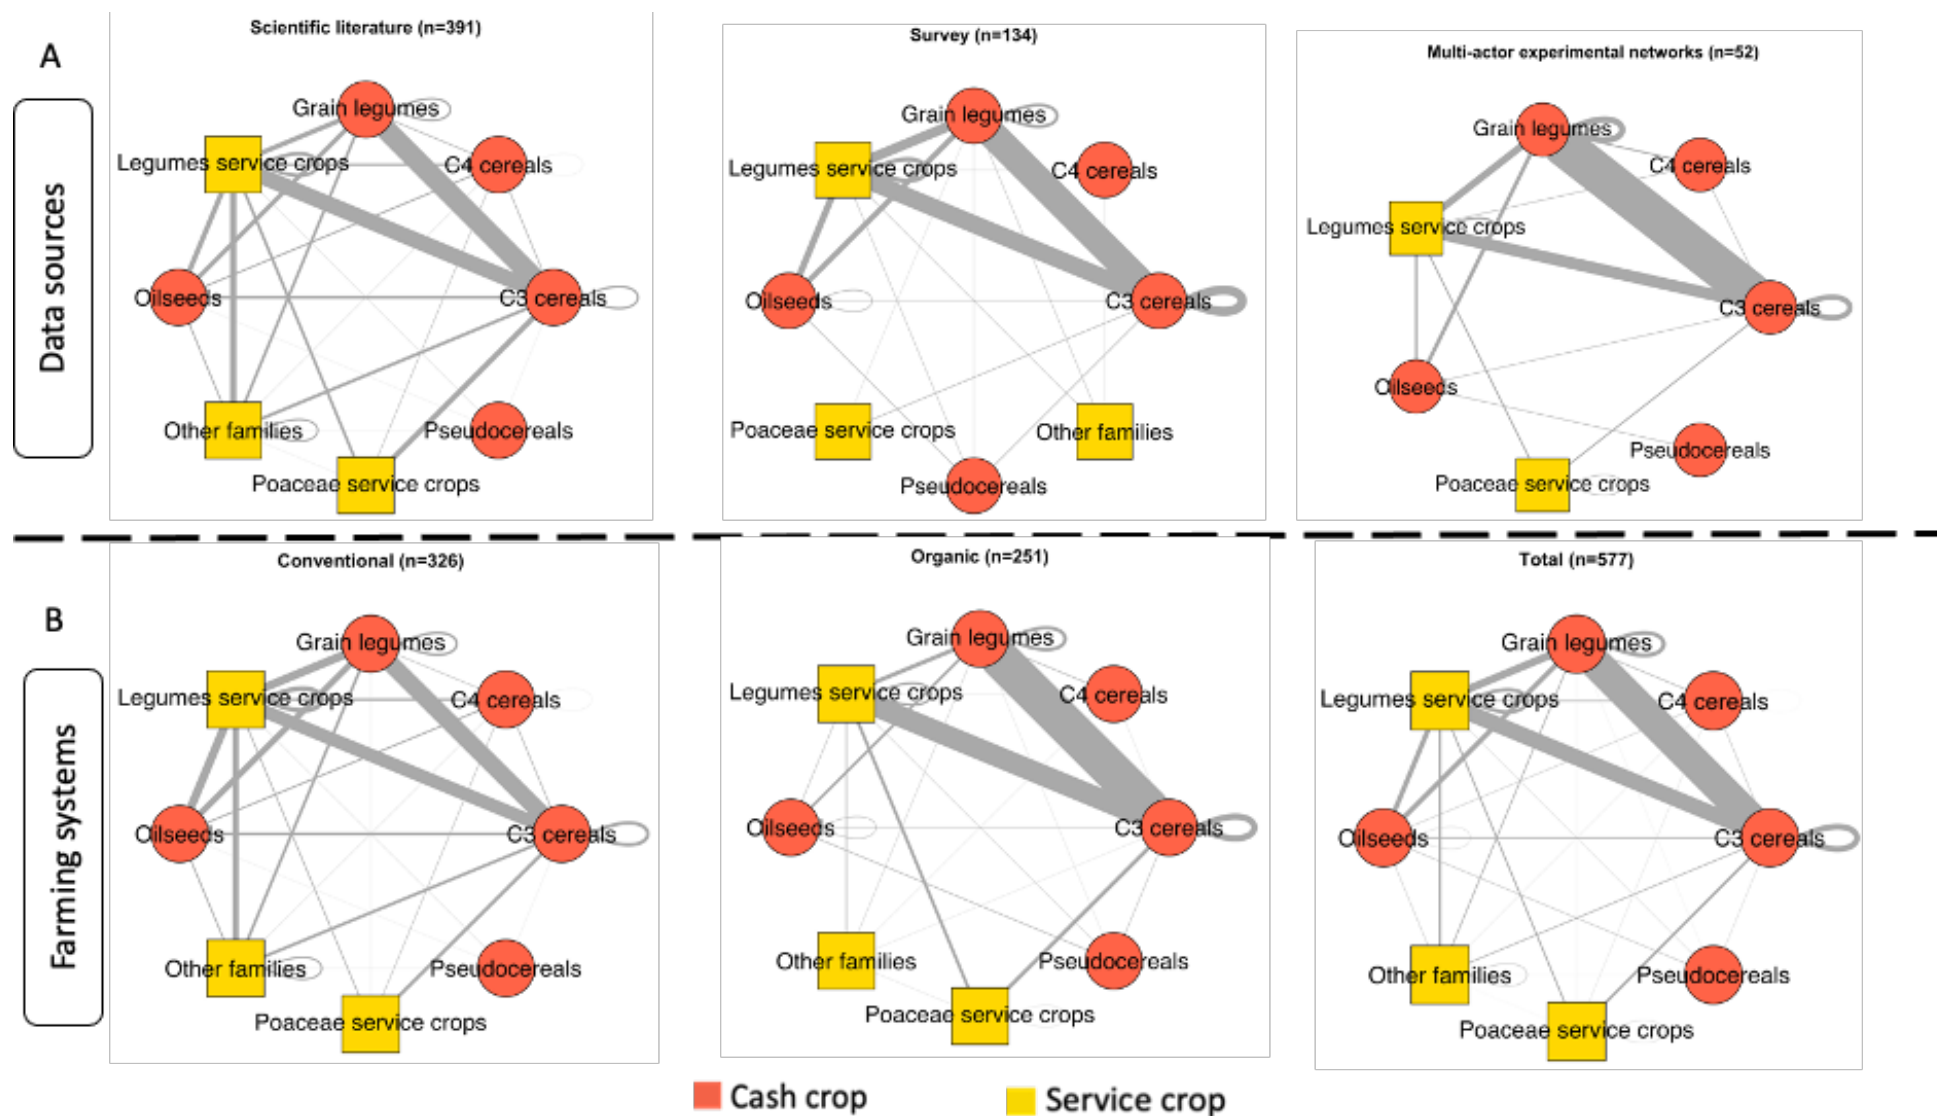 A
Data sources
Scientific literature (n=391)
Grain legumes
Legumes service crops
C4 cereals
Oilseeds
C3 cereals
Other families
Pseudocereals
Poaceae service crops
Survey (n=134)
Grain legumes
Legumes service crops
C4 cereals
Oilseeds
C3 cereals
Poaceae service crops
Other families
Pseudocereals
Multi-actor experimental networks (n=52)
Grain legumes
C4 cereals
Legumes service crops
C3 cereals
Oilseeds
Pseudocereals
Poaceae service crops
B
Farming systems
Conventional (n=326)
Grain legumes
Legumes service crops
C4 cereals
Oilseeds
C3 cereals
Other families
Pseudocereals
Poaceae service crops
Organic (n=251)
Grain legumes
Legumes service crops
C4 cereals
Oilseeds
C3 cereals
Other families
Pseudocereals
Poaceae service crops
Total (n=577)
Grain legumes
Legumes service crops
C4 cereals
Oilseeds
C3 cereals
Other families
Pseudocereals
Poaceae service crops
Cash crop
Service crop